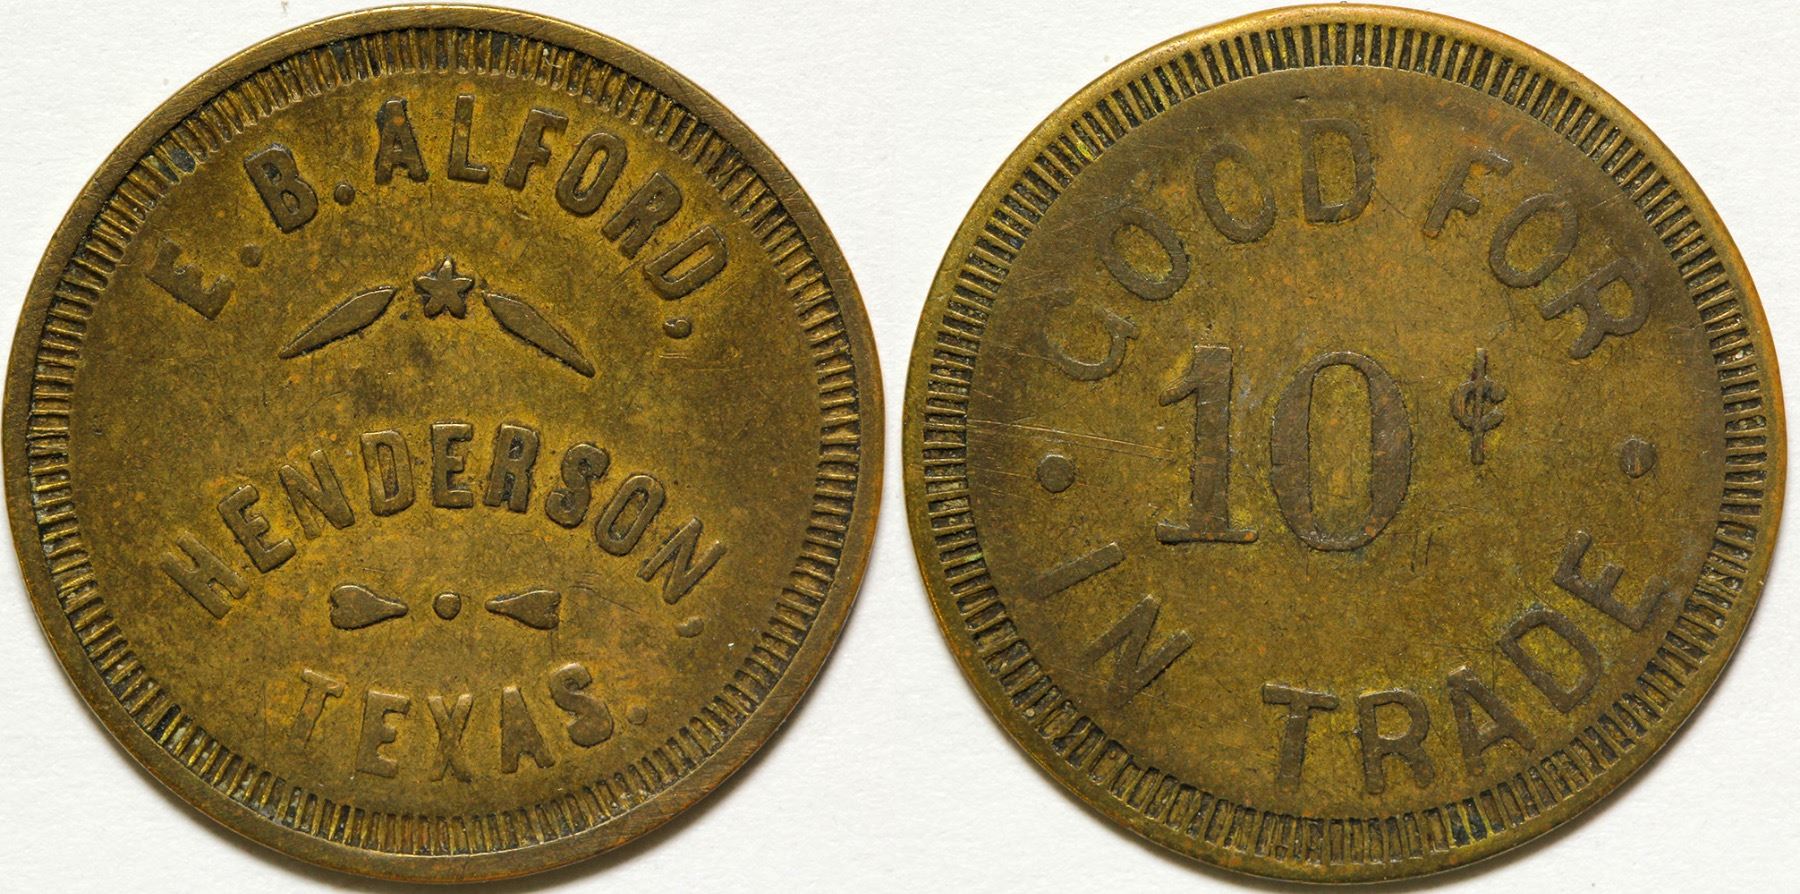 E. B. ALFORD,
HENDERSON,
TEXAS.
GOOD FOR
10¢
IN TRADE